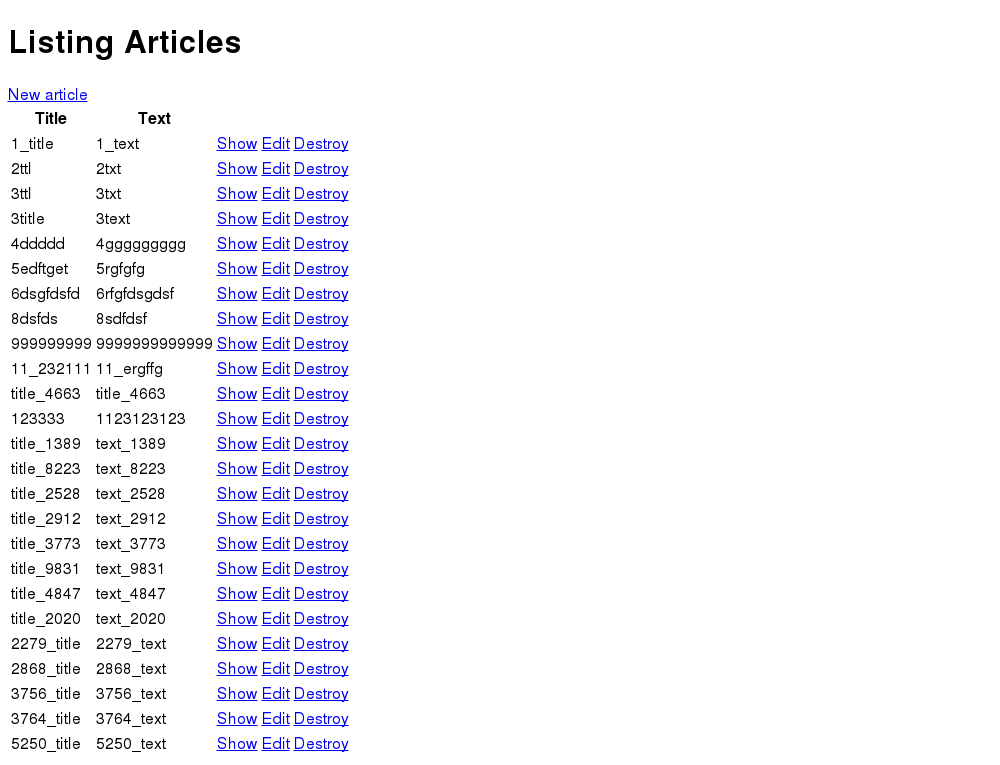 Listing Articles
New article
Title Text
1_title 1_text Show Edit Destroy
2ttl 2txt Show Edit Destroy
3ttl 3txt Show Edit Destroy
3title 3text Show Edit Destroy
4ddddd 4ggggggggg Show Edit Destroy
5edftget 5rgfgfg Show Edit Destroy
6dsgfdsfd 6rfgfdsgdsf Show Edit Destroy
8dsfds 8sdfdsf Show Edit Destroy
999999999 9999999999999 Show Edit Destroy
11_232111 11_ergffg Show Edit Destroy
title_4663 title_4663 Show Edit Destroy
123333 1123123123 Show Edit Destroy
title_1389 text_1389 Show Edit Destroy
title_8223 text_8223 Show Edit Destroy
title_2528 text_2528 Show Edit Destroy
title_2912 text_2912 Show Edit Destroy
title_3773 text_3773 Show Edit Destroy
title_9831 text_9831 Show Edit Destroy
title_4847 text_4847 Show Edit Destroy
title_2020 text_2020 Show Edit Destroy
2279_title 2279_text Show Edit Destroy
2868_title 2868_text Show Edit Destroy
3756_title 3756_text Show Edit Destroy
3764_title 3764_text Show Edit Destroy
5250_title 5250_text Show Edit Destroy